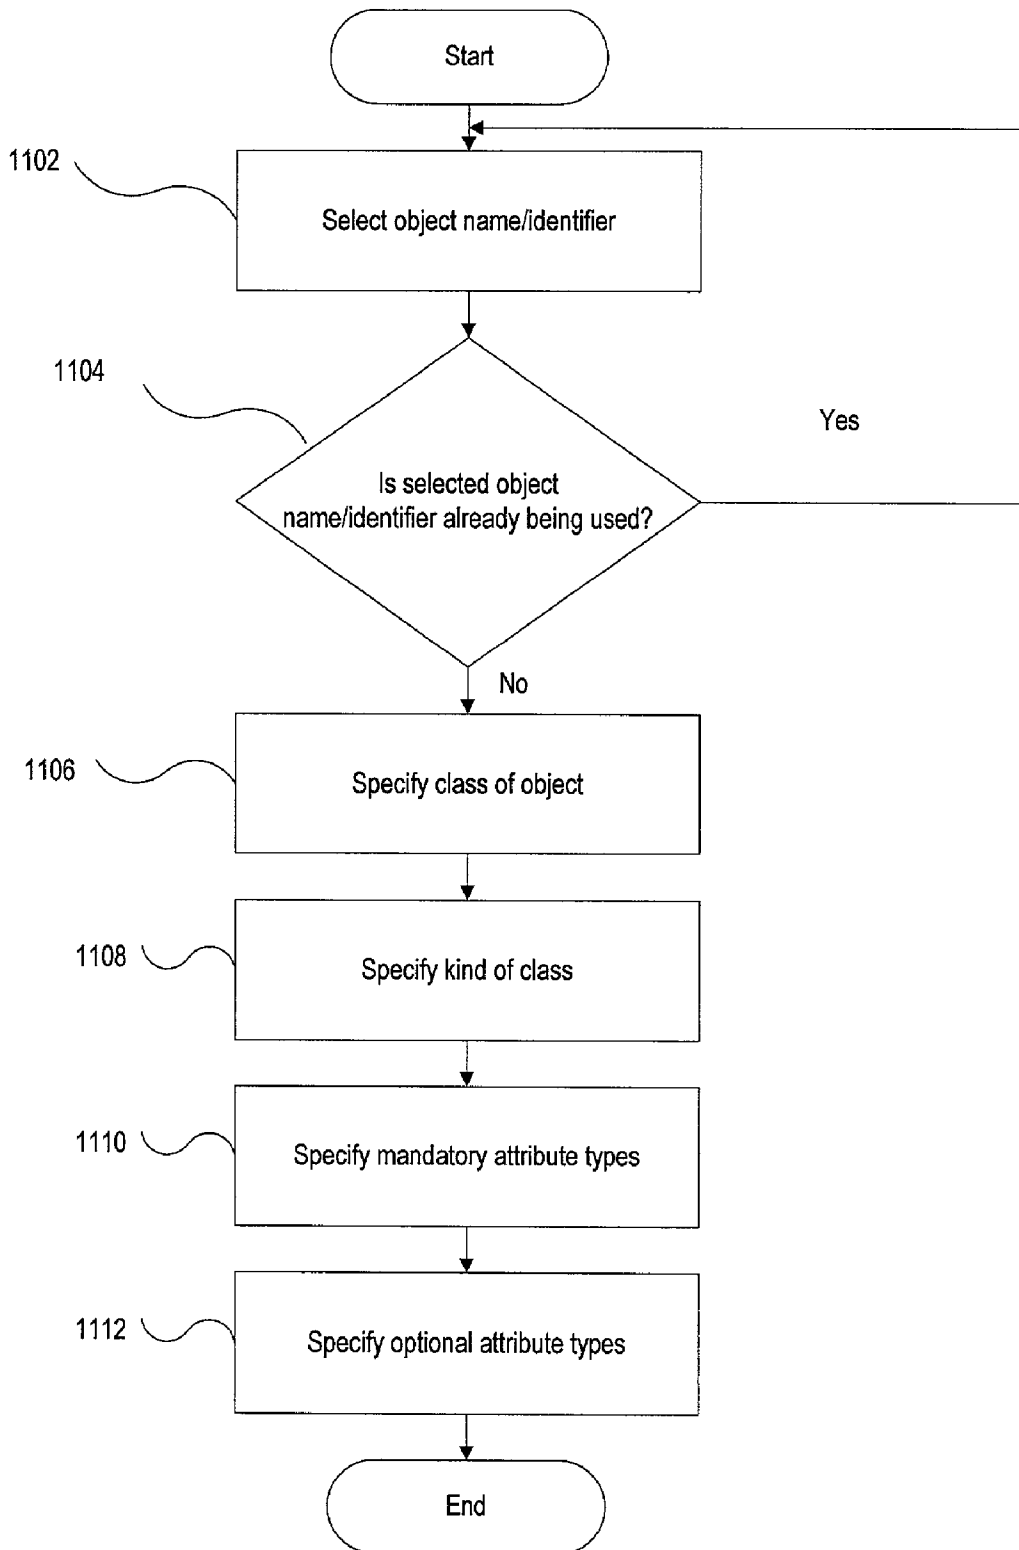 Start
1102
Select object name/identifier
1104
Yes
Is selected object
name/identifier already being used?
No
1106
Specify class of object
1108
Specify kind of class
1110
Specify mandatory attribute types
1112
Specify optional attribute types
End